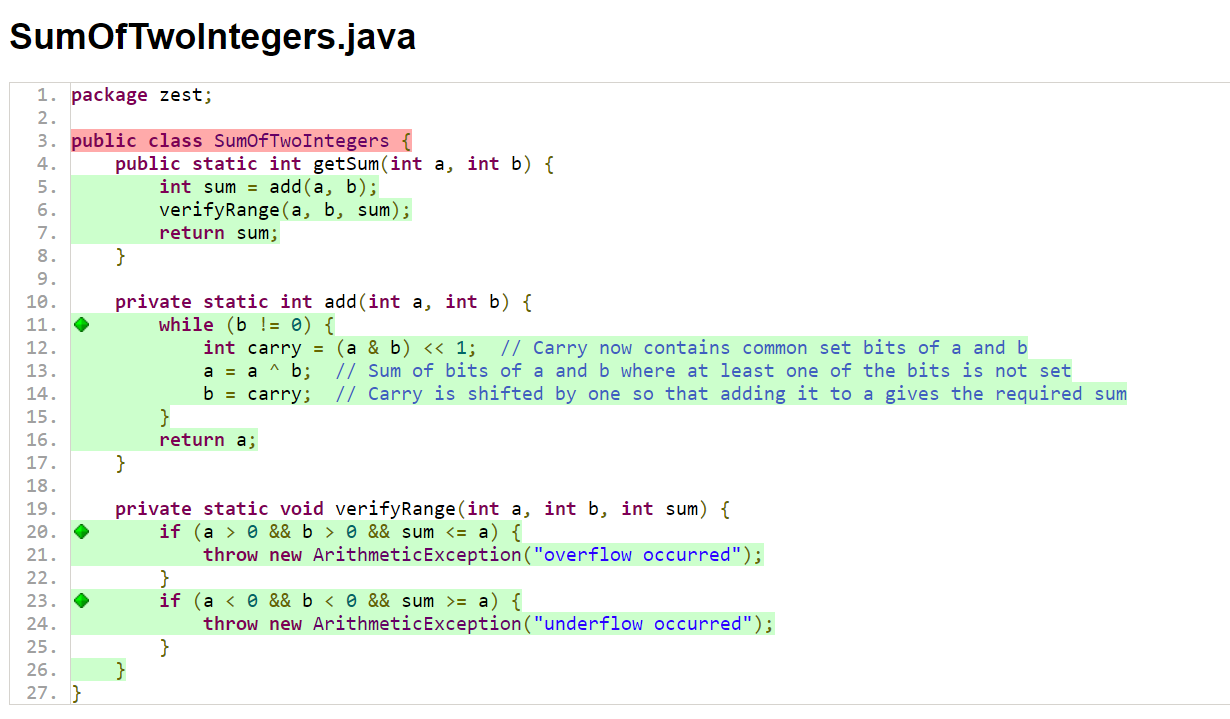 SumOfTwoIntegers.java
1. package zest;
2.
3. public class SumOfTwoIntegers {
4.     public static int getSum(int a, int b) {
5.         int sum = add(a, b);
6.         verifyRange(a, b, sum);
7.         return sum;
8.     }
9.
10.     private static int add(int a, int b) {
11.         while (b != 0) {
12.             int carry = (a & b) << 1;  // Carry now contains common set bits of a and b
13.             a = a ^ b;  // Sum of bits of a and b where at least one of the bits is not set
14.             b = carry;  // Carry is shifted by one so that adding it to a gives the required sum
15.         }
16.         return a;
17.     }
18.
19.     private static void verifyRange(int a, int b, int sum) {
20.         if (a > 0 && b > 0 && sum <= a) {
21.             throw new ArithmeticException("overflow occurred");
22.         }
23.         if (a < 0 && b < 0 && sum >= a) {
24.             throw new ArithmeticException("underflow occurred");
25.         }
26.     }
27. }